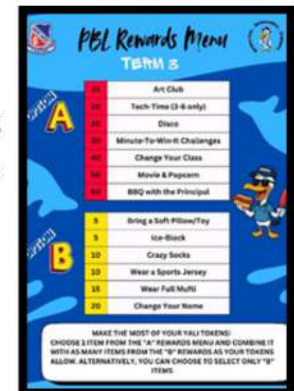 PBL Rewards Menu
TERM 3
OPTION
A
Art Club
Tech-Time (3-6 only)
Disco
Minute-To-Win-It Challenges
Change Your Class
Movie & Popcorn
BBQ with the Principal
OPTION
B
5 Bring a Soft Pillow/Toy
5 Ice-Block
10 Crazy Socks
10 Wear a Sports Jersey
15 Wear Full Mufti
20 Change Your Name
MAKE THE MOST OF YOUR YALI TOKENS:
CHOOSE 1 ITEM FROM THE "A" REWARDS MENU AND COMBINE IT
WITH AS MANY ITEMS FROM THE "B" REWARDS AS YOUR TOKENS
ALLOW. ALTERNATIVELY, YOU CAN CHOOSE TO SELECT ONLY "B"
ITEMS